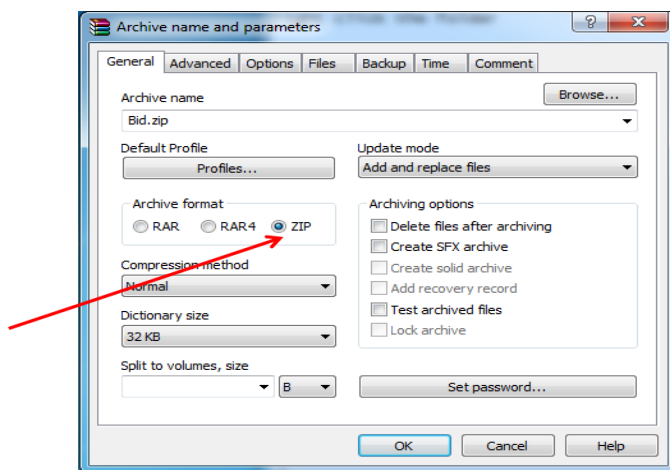 click the folder
Archive name and parameters
General Advanced Options Files Backup Time Comment
Archive name
Browse...
Bid.zip
Default Profile
Update mode
Profiles...
Add and replace files
Archive format
Archiving options
RAR RAR4 ZIP
Delete files after archiving
Create SFX archive
Compression method
Create solid archive
Normal
Add recovery record
Dictionary size
Test archived files
32 KB
Lock archive
Split to volumes, size
B
Set password...
OK Cancel Help